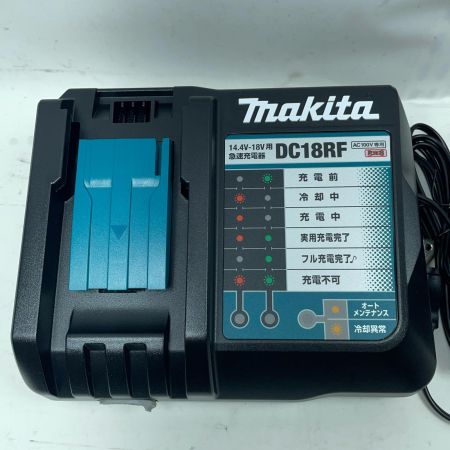 makita
14.4V-18V用
急速充電器
DC18RF
AC100V専用
充電前
冷却中
充電中
実用充電完了
フル充電完了♪
充電不可
オート
メンテナンス
冷却異常